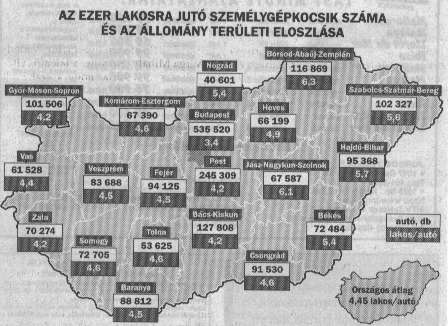 AZ EZER LAKOSRA JUTÓ SZEMÉLYGÉPKOCSIK SZÁMA
ÉS AZ ÁLLOMÁNY TERÜLETI ELOSZLÁSA
Borsod-Abaúj-Zemplén
116 869
6,3
Nógrád
40 601
5,4
Szabolcs-Szatmár-Bereg
102 327
5,6
Győr-Moson-Sopron
101 506
4,2
Komárom-Esztergom
67 390
4,6
Heves
66 199
4,9
Budapest
535 520
3,4
Hajdú-Bihar
95 368
5,7
Vas
61 528
4,4
Veszprém
83 688
4,5
Fejér
94 125
4,5
Pest
245 309
4,2
Jász-Nagykun-Szolnok
67 587
6,1
Zala
70 274
4,2
Somogy
72 705
4,6
Tolna
53 625
4,6
Bács-Kiskun
127 808
4,2
Békés
72 484
5,4
autó, db
lakos/autó
Csongrád
91 530
4,6
Baranya
88 812
4,5
Országos átlag
4,45 lakos/autó